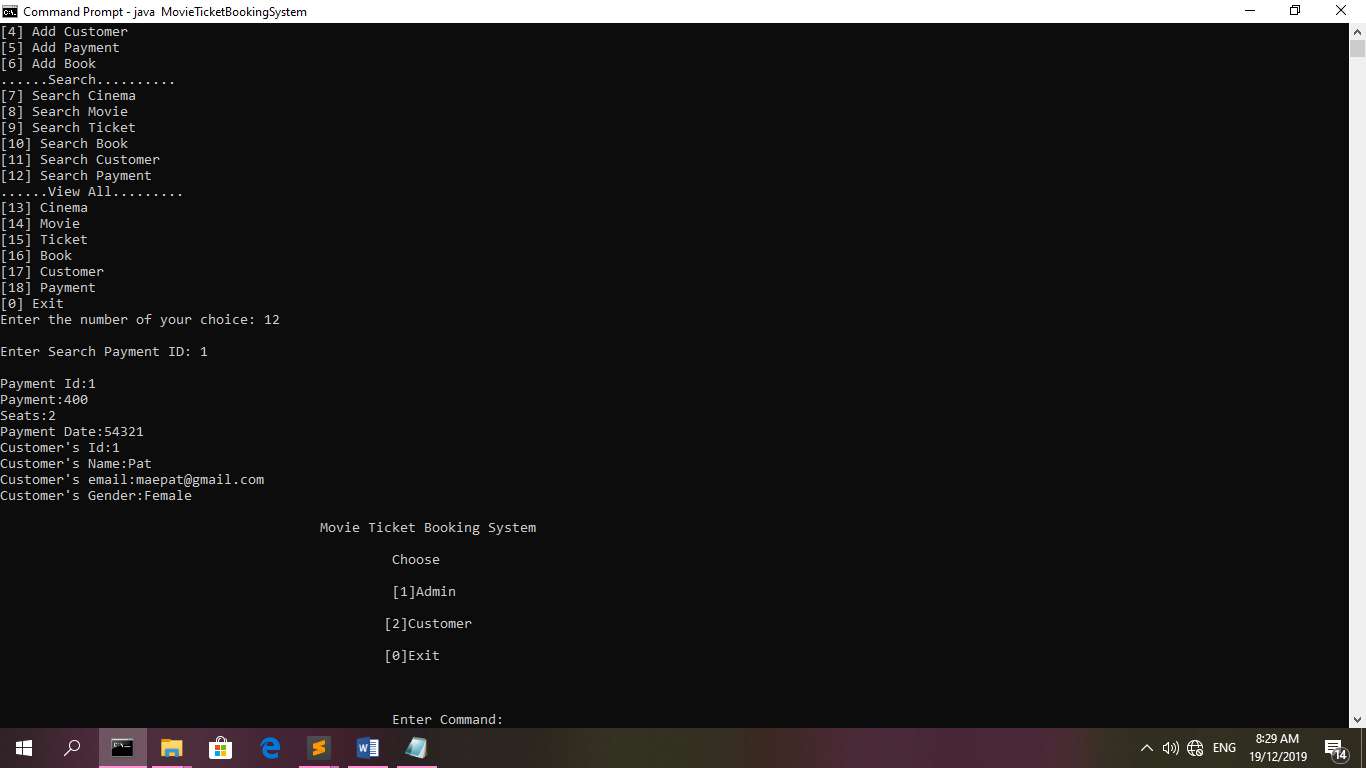 Command Prompt - java  MovieTicketBookingSystem
[4] Add Customer
[5] Add Payment
[6] Add Book
......Search..........
[7] Search Cinema
[8] Search Movie
[9] Search Ticket
[10] Search Book
[11] Search Customer
[12] Search Payment
......View All.........
[13] Cinema
[14] Movie
[15] Ticket
[16] Book
[17] Customer
[18] Payment
[0] Exit
Enter the number of your choice: 12
Enter Search Payment ID: 1
Payment Id:1
Payment:400
Seats:2
Payment Date:54321
Customer's Id:1
Customer's Name:Pat
Customer's email:maepat@gmail.com
Customer's Gender:Female
Movie Ticket Booking System
Choose
[1]Admin
[2]Customer
[0]Exit
Enter Command:
ENG
8:29 AM
19/12/2019
14